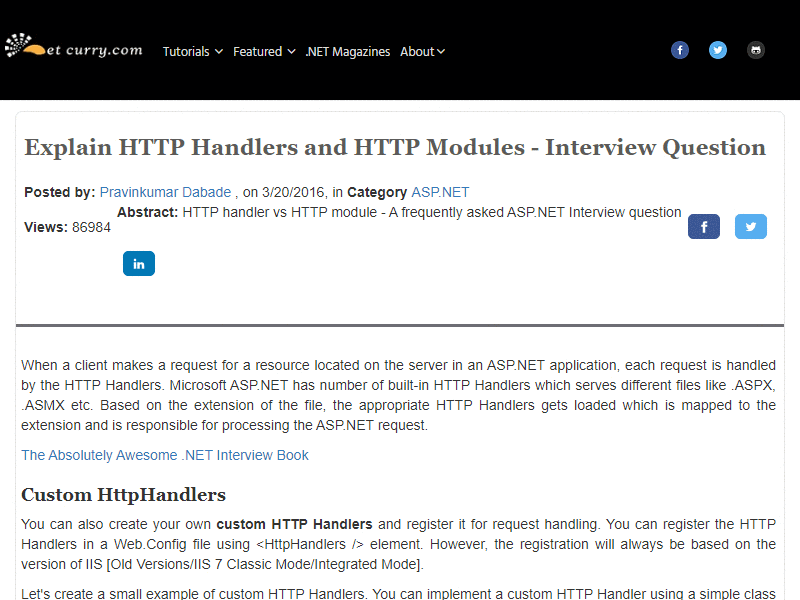 et curry.com
Tutorials Featured .NET Magazines About
Explain HTTP Handlers and HTTP Modules - Interview Question
Posted by: Pravinkumar Dabade , on 3/20/2016, in Category ASP.NET
Views: 86984
Abstract: HTTP handler vs HTTP module - A frequently asked ASP.NET Interview question
When a client makes a request for a resource located on the server in an ASP.NET application, each request is handled
by the HTTP Handlers. Microsoft ASP.NET has number of built-in HTTP Handlers which serves different files like .ASPX,
.ASMX etc. Based on the extension of the file, the appropriate HTTP Handlers gets loaded which is mapped to the
extension and is responsible for processing the ASP.NET request.
The Absolutely Awesome .NET Interview Book
Custom HttpHandlers
You can also create your own custom HTTP Handlers and register it for request handling. You can register the HTTP
Handlers in a Web.Config file using <HttpHandlers /> element. However, the registration will always be based on the
version of IIS [Old Versions/IIS 7 Classic Mode/Integrated Mode].
Let's create a small example of custom HTTP Handlers. You can implement a custom HTTP Handler using a simple class